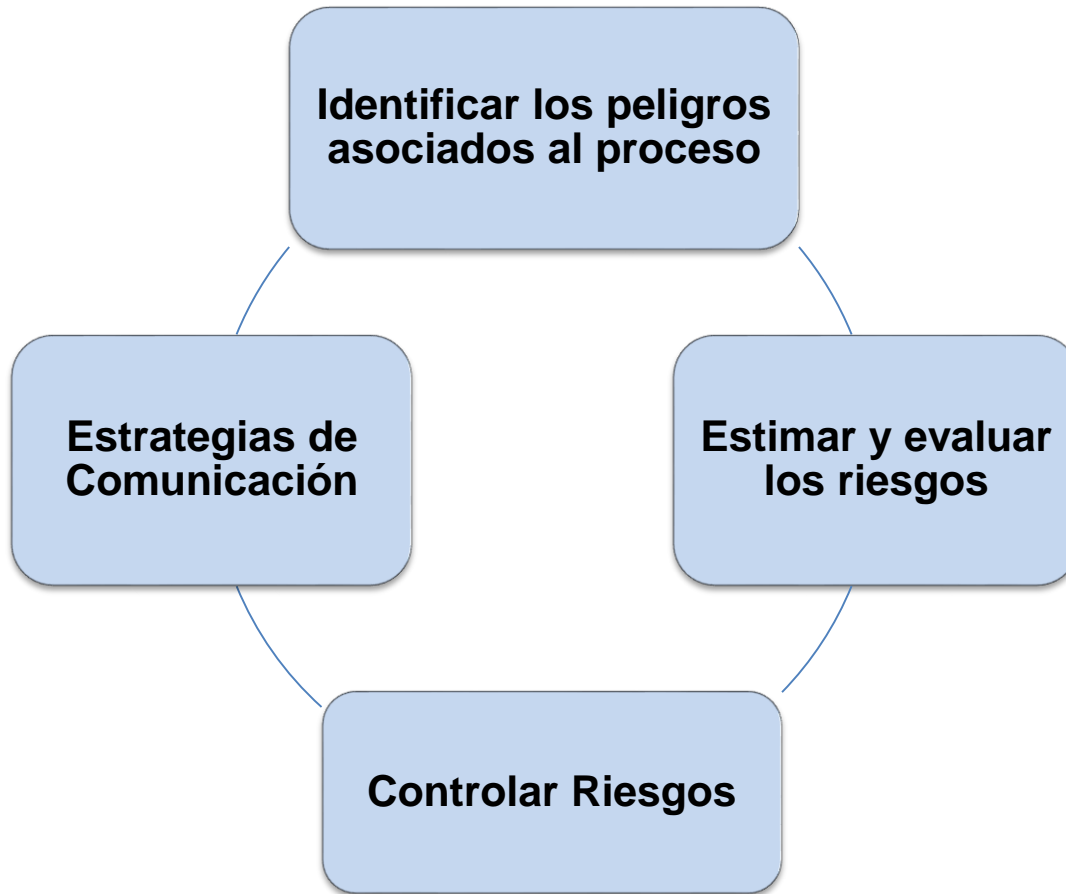 Identificar los peligros
asociados al proceso
Estrategias de
Comunicación
Estimar y evaluar
los riesgos
Controlar Riesgos